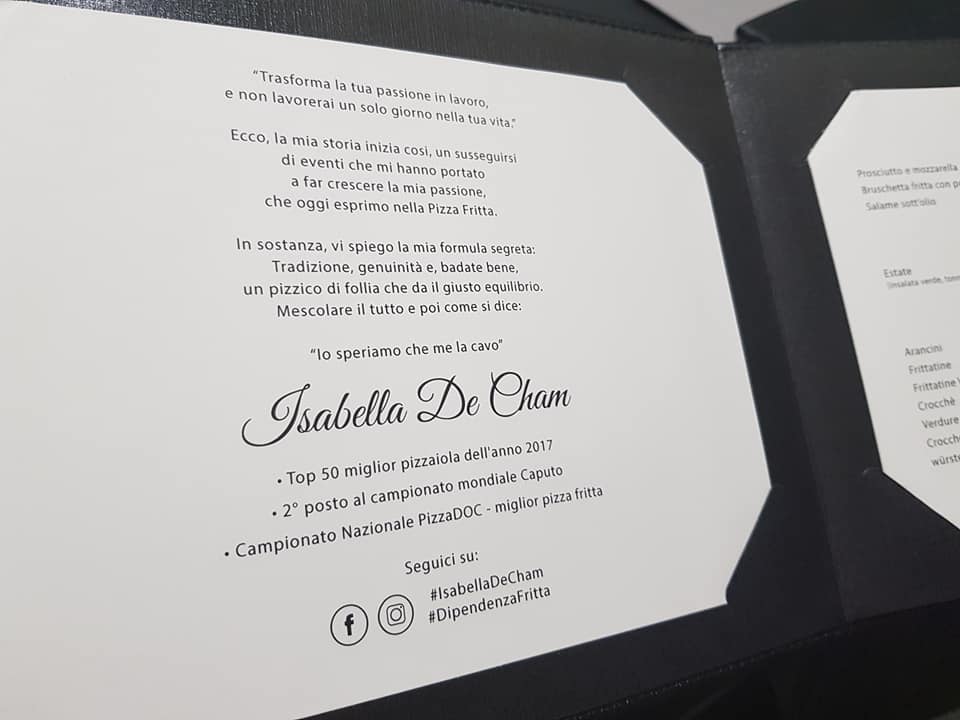 “Trasforma la tua passione in lavoro,
e non lavorerai un solo giorno nella tua vita.”
Ecco, la mia storia inizia così, un susseguirsi
di eventi che mi hanno portato
a far crescere la mia passione,
che oggi esprimo nella Pizza Fritta.
In sostanza, vi spiego la mia formula segreta:
Tradizione, genuinità e, badate bene,
un pizzico di follia che da il giusto equilibrio.
Mescolare il tutto e poi come si dice:
“Io speriamo che me la cavo”
Isabella De Cham
• Top 50 miglior pizzaiola dell'anno 2017
• 2° posto al campionato mondiale Caputo
• Campionato Nazionale PizzaDOC - miglior pizza fritta
Seguici su:
#IsabellaDeCham
#DipendenzaFritta
Prosciutto e mozzarella
Bruschetta fritta con
Salame sott'olio
Estate
(insalata verde,
Arancini
Frittatine
Frittatine
Crocchè
Verdure